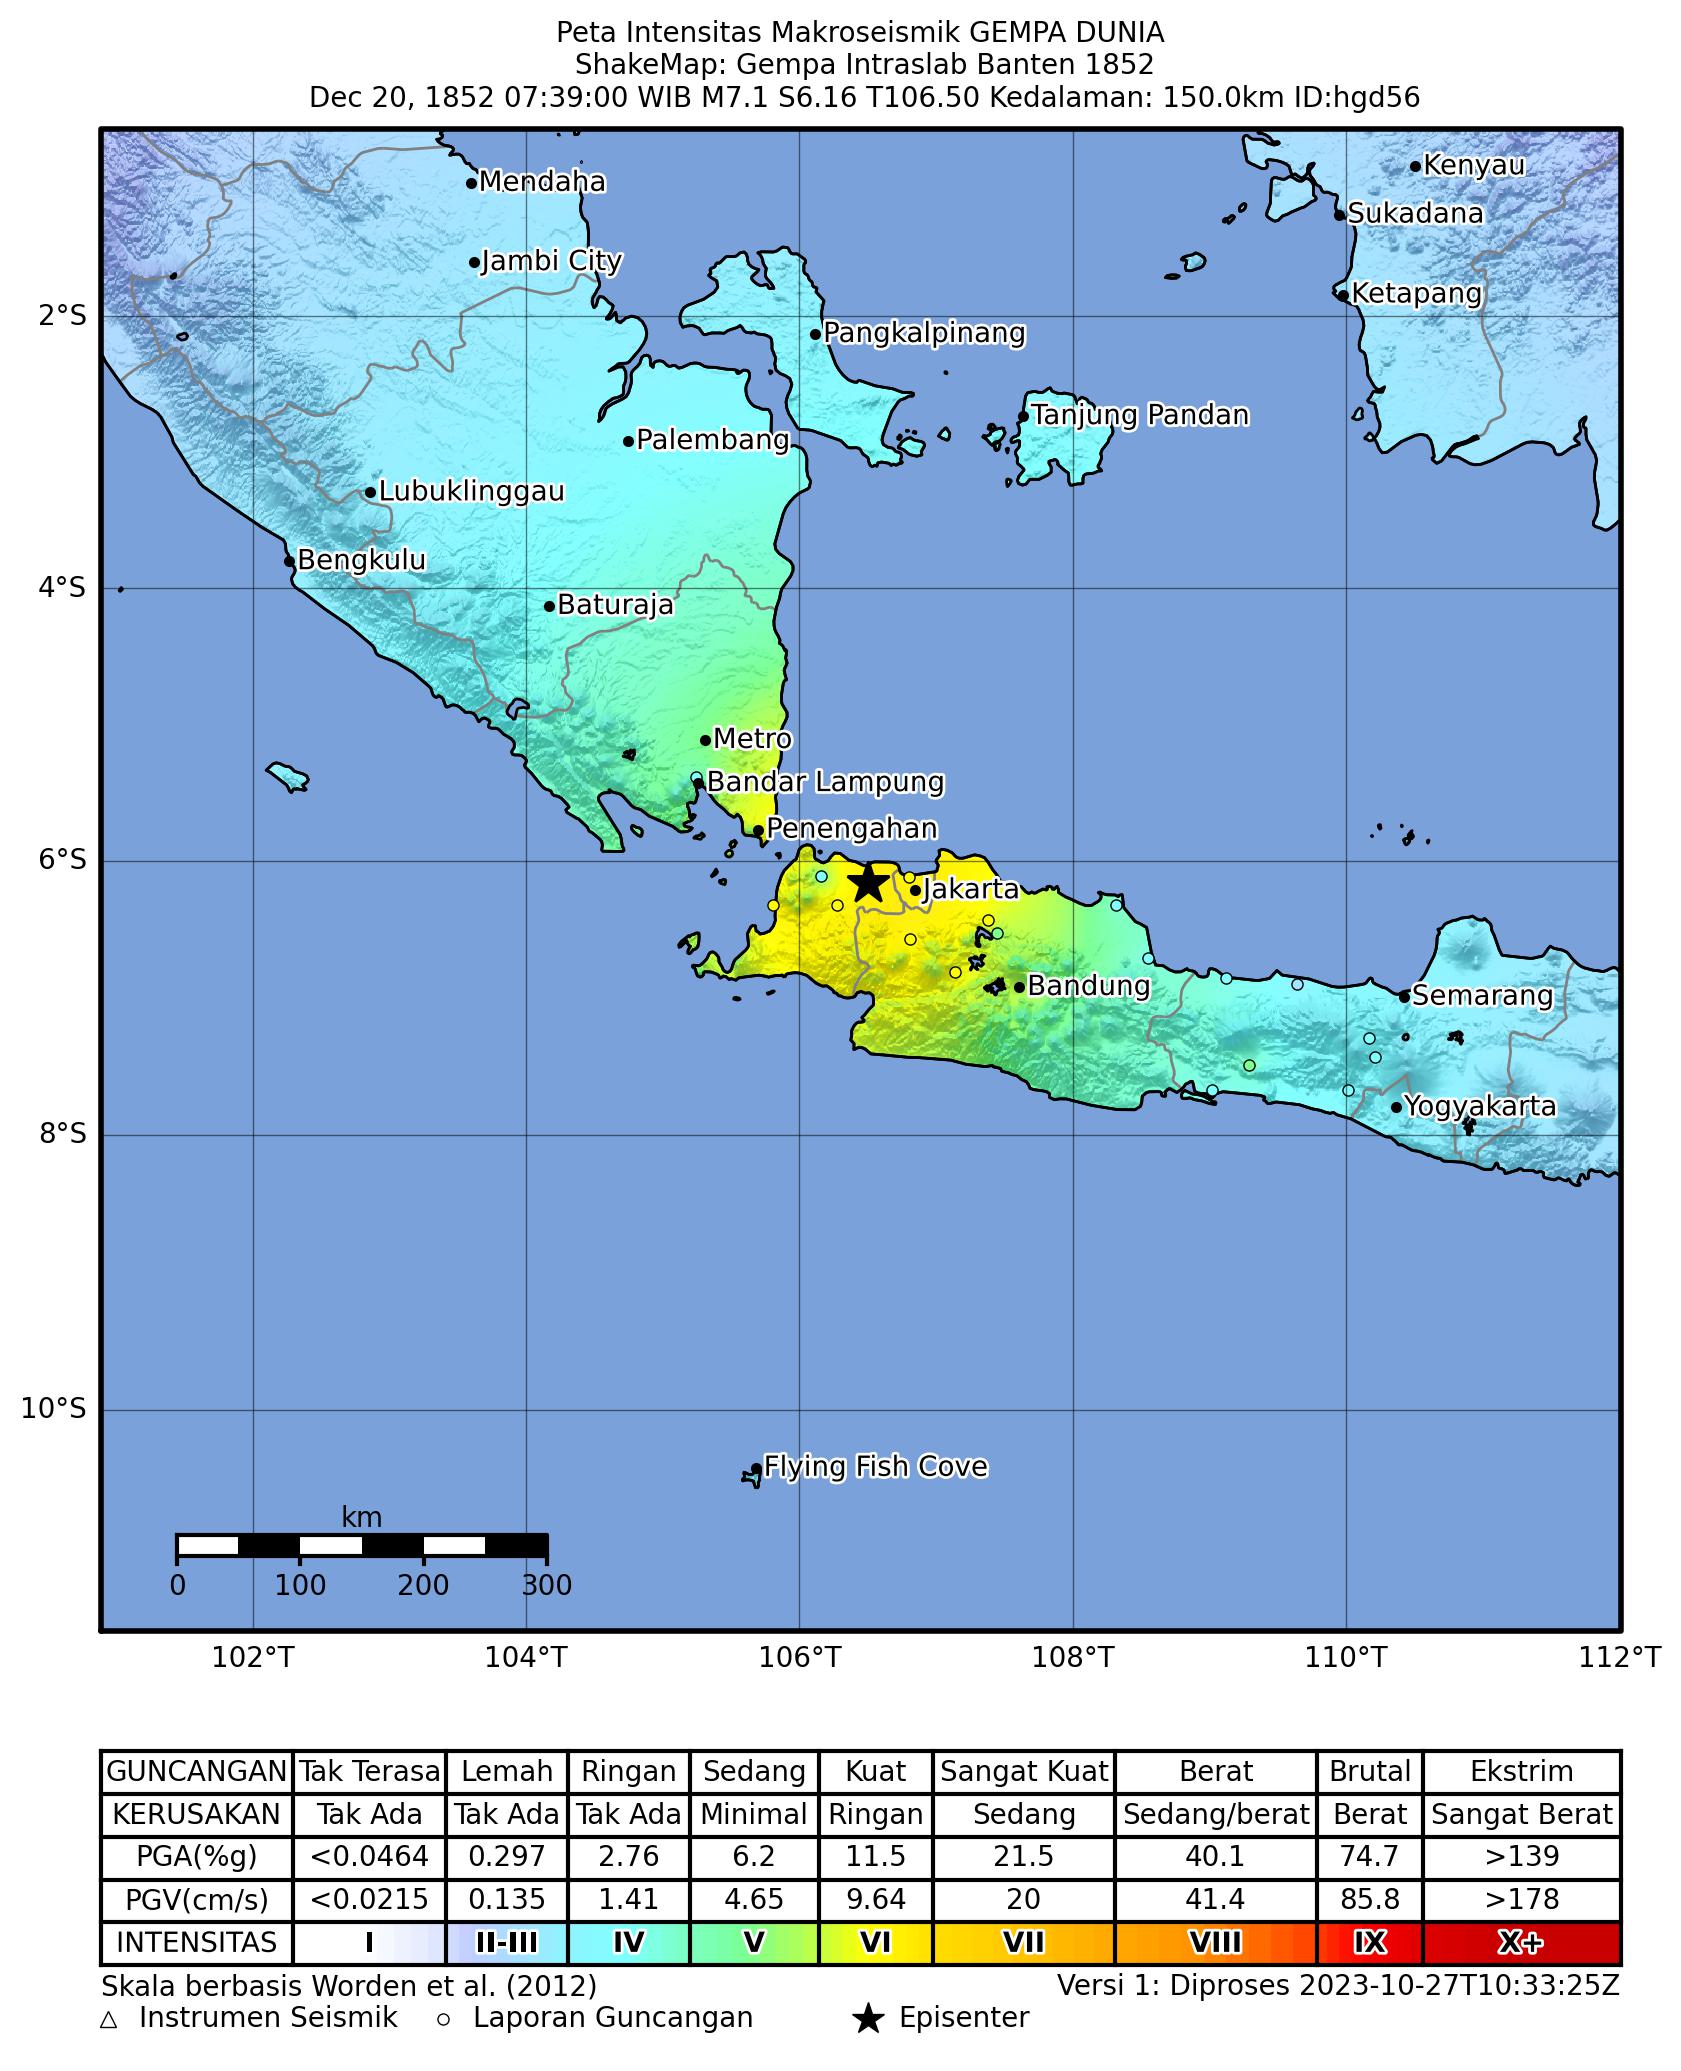 Peta Intensitas Makroseismik GEMPA DUNIA
ShakeMap: Gempa Intraslab Banten 1852
Dec 20, 1852 07:39:00 WIB M7.1 S6.16 T106.50 Kedalaman: 150.0km ID:hgd56
Kenyau
Mendaha
Sukadana
Jambi City
Ketapang
2°S
Pangkalpinang
Tanjung Pandan
Palembang
Lubuklinggau
Bengkulu
4°S
Baturaja
Metro
Bandar Lampung
Penengahan
6°S
Jakarta
Bandung
Semarang
Yogyakarta
8°S
10°S
Flying Fish Cove
km
0 100 200 300
102°T 104°T 106°T 108°T 110°T 112°T
GUNCANGAN Tak Terasa Lemah Ringan Sedang Kuat Sangat Kuat Berat Brutal Ekstrim
KERUSAKAN Tak Ada Tak Ada Tak Ada Minimal Ringan Sedang Sedang/berat Berat Sangat Berat
PGA(%g) <0.0464 0.297 2.76 6.2 11.5 21.5 40.1 74.7 >139
PGV(cm/s) <0.0215 0.135 1.41 4.65 9.64 20 41.4 85.8 >178
INTENSITAS I II-III IV V VI VII VIII IX X+
Skala berbasis Worden et al. (2012) Versi 1: Diproses 2023-10-27T10:33:25Z
Instrumen Seismik Laporan Guncangan Episenter